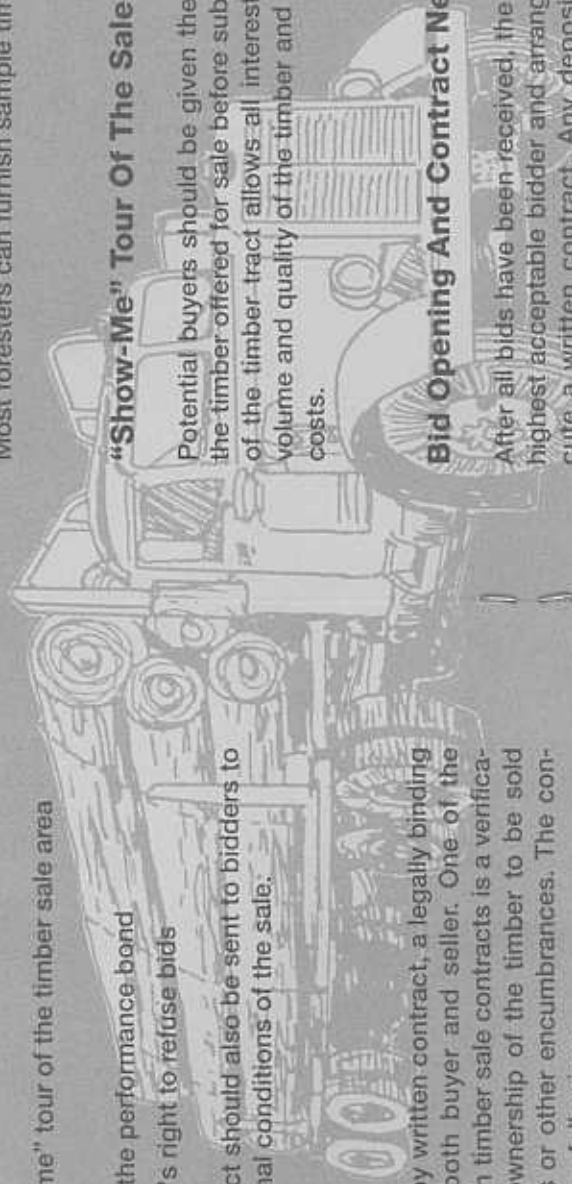 me" tour of the timber sale area
the performance bond
's right to refuse bids
ct should also be sent to bidders to
nal conditions of the sale.
by written contract, a legally binding
both buyer and seller. One of the
n timber sale contracts is a verifica-
ownership of the timber to be sold
s or other encumbrances. The con-
Most foresters can furnish sample tim
"Show-Me" Tour Of The Sale
Potential buyers should be given the
the timber offered for sale before sub
of the timber tract allows all interest
volume and quality of the timber and
costs.
Bid Opening And Contract Ne
After all bids have been received, the
highest acceptable bidder and arrang
cute a written contract. Any deposi